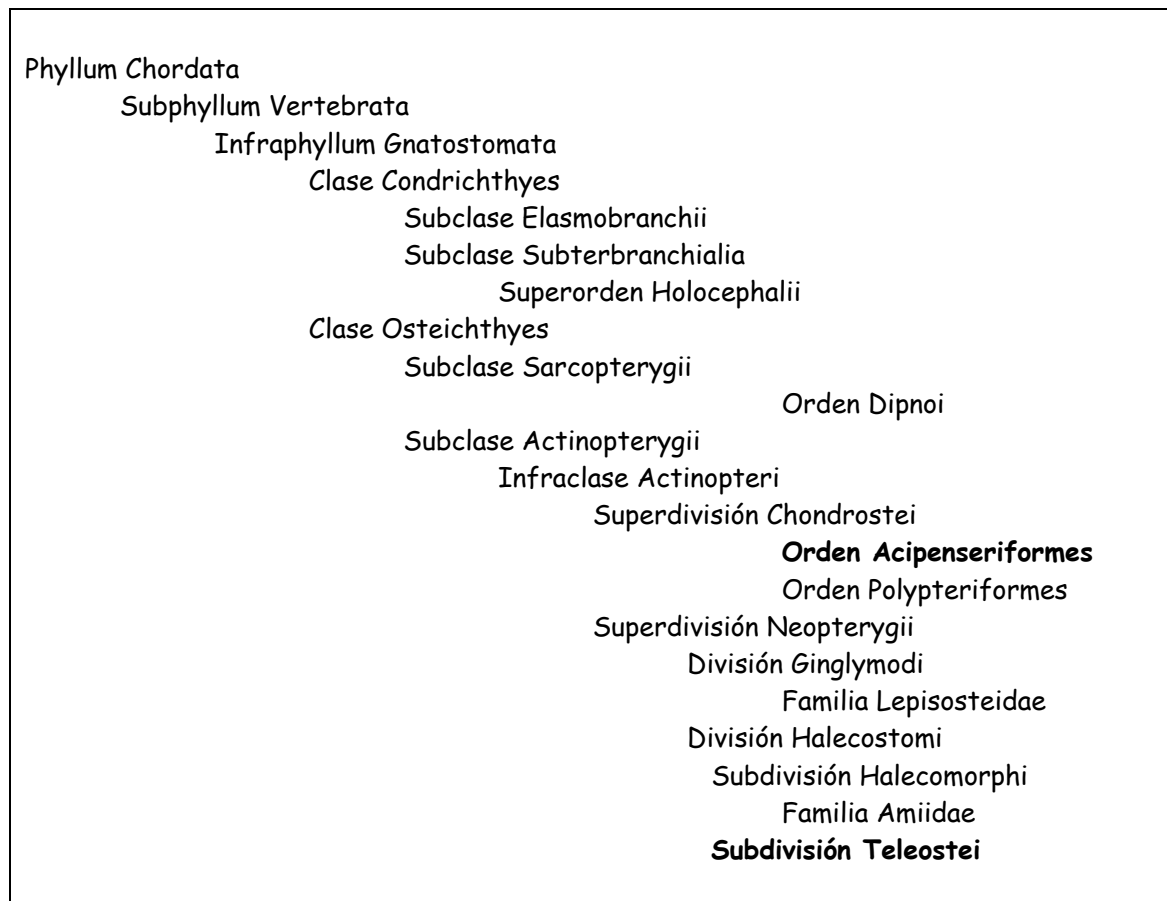 Phyllum Chordata
Subphyllum Vertebrata
Infraphyllum Gnatostomata
Clase Condrichthyes
Subclase Elasmobranchii
Subclase Subterbranchialia
Superorden Holocephalii
Clase Osteichthyes
Subclase Sarcopterygii
Orden Dipnoi
Subclase Actinopterygii
Infraclase Actinopteri
Superdivisión Chondrostei
Orden Acipenseriformes
Orden Polypteriformes
Superdivisión Neopterygii
División Ginglymodi
Familia Lepisosteidae
División Halecostomi
Subdivisión Halecomorphi
Familia Amiidae
Subdivisión Teleostei